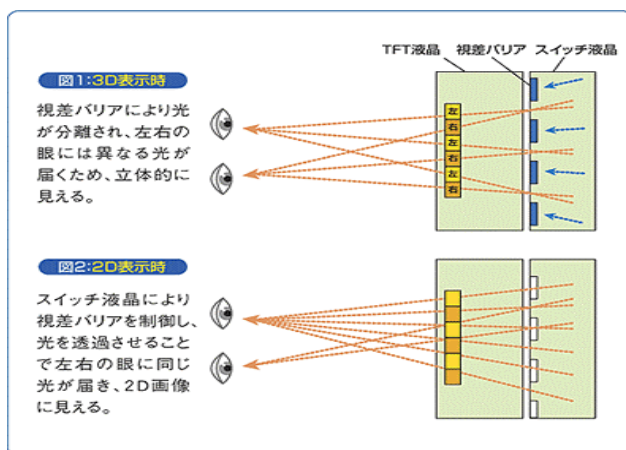 TFT液晶 視差バリア スイッチ液晶
図1:3D表示時
視差バリアにより光
が分離され、左右の
眼には異なる光が
届くため、立体的に
見える。
左
右
左
右
左
右
図2:2D表示時
スイッチ液晶により
視差バリアを制御し、
光を透過させること
で左右の眼に同じ
光が届き、2D画像
に見える。